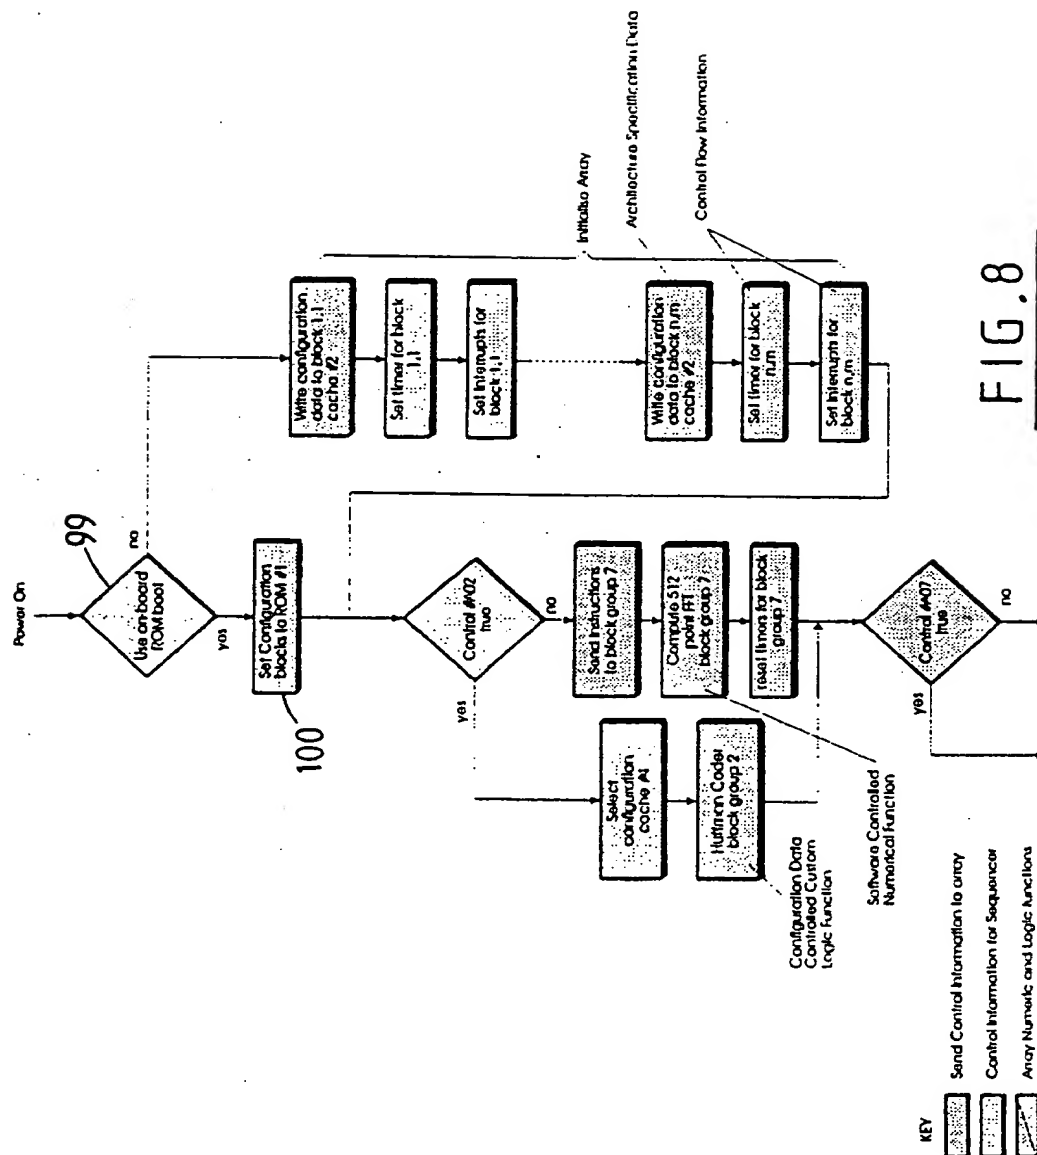 Power On
99
Use on-board
ROM boot
no
yes
Set Configuration
blocks to ROM #1
100
Write configuration
data to block 1,1
cache #2
Set timer for block
1,1
Set Interrupts for
block 1,1
Initialise Array
Write configuration
data to block n,m
cache #2
Architecture Specification Data
Set timer for block
n,m
Control Flow Information
Set Interrupts for
block n,m
Control #A02
true
yes
no
Select
configuration
cache #1
Huffman Coder
block group 2
Configuration Data
Controlled Custom
Logic Function
Send Instructions
to block group 7
Compute 512
point FFT
block group 7
reset timer for block
group 7
Software Controlled
Numerical Function
Control #A07
true
yes
no
KEY
Send Control Information to array
Control Information for Sequencer
Array Numeric and Logic functions
FIG.8